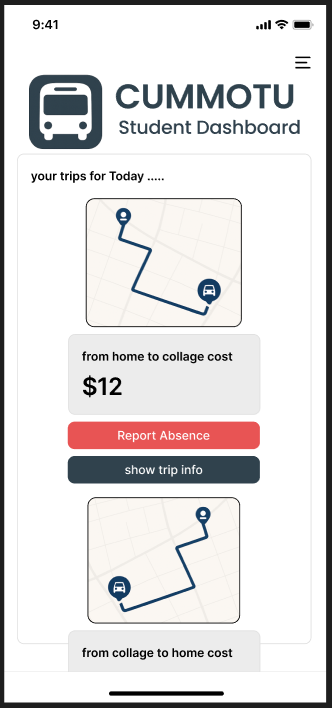 9:41
CUMMOTU
Student Dashboard
your trips for Today .....
from home to collage cost
$12
Report Absence
show trip info
from collage to home cost